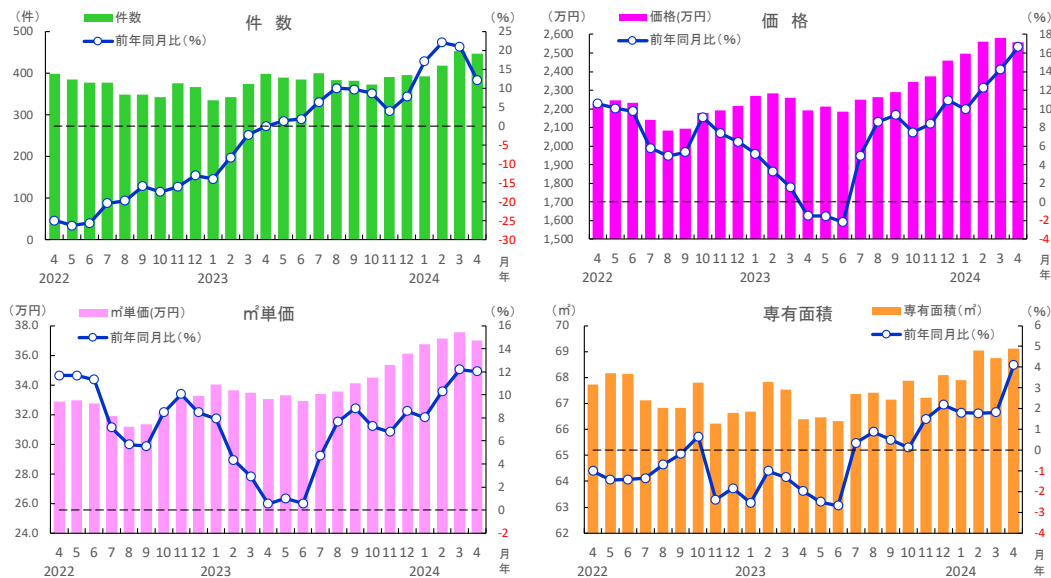 (件) 件 数 (%)
件数
前年同月比(%)
500 400 300 200 100 0
25 20 15 10 5 0 -5 -10 -15 -20 -25 -30
4 5 6 7 8 9 10 11 12 1 2 3 4 5 6 7 8 9 10 11 12 1 2 3 4 月
2022 2023 2024 年
(万円) 価 格 (%)
価格(万円)
前年同月比(%)
2,600 2,500 2,400 2,300 2,200 2,100 2,000 1,900 1,800 1,700 1,600 1,500
18 16 14 12 10 8 6 4 2 0 -2 -4
4 5 6 7 8 9 10 11 12 1 2 3 4 5 6 7 8 9 10 11 12 1 2 3 4 月
2022 2023 2024 年
(万円) ㎡単価 (%)
㎡単価(万円)
前年同月比(%)
38.0 36.0 34.0 32.0 30.0 28.0 26.0 24.0
16 14 12 10 8 6 4 2 0 -2
4 5 6 7 8 9 10 11 12 1 2 3 4 5 6 7 8 9 10 11 12 1 2 3 4 月
2022 2023 2024 年
(㎡) 専有面積 (%)
専有面積(㎡)
前年同月比(%)
70 69 68 67 66 65 64 63 62
6 5 4 3 2 1 0 -1 -2 -3 -4
4 5 6 7 8 9 10 11 12 1 2 3 4 5 6 7 8 9 10 11 12 1 2 3 4 月
2022 2023 2024 年